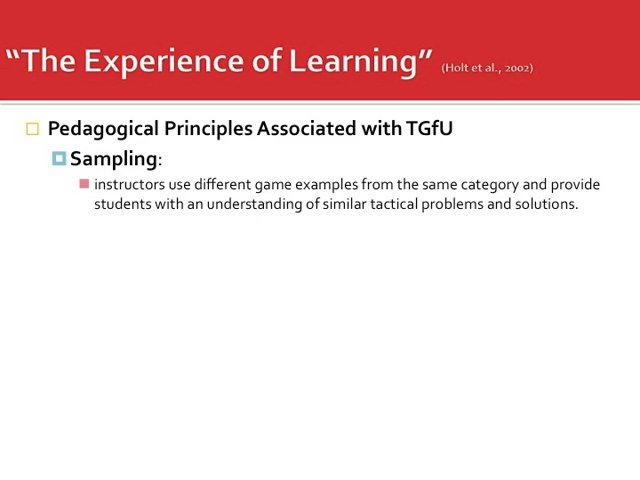 “The Experience of Learning” (Holt et al., 2002)
Pedagogical Principles Associated with TGfU
Sampling:
instructors use different game examples from the same category and provide
students with an understanding of similar tactical problems and solutions.